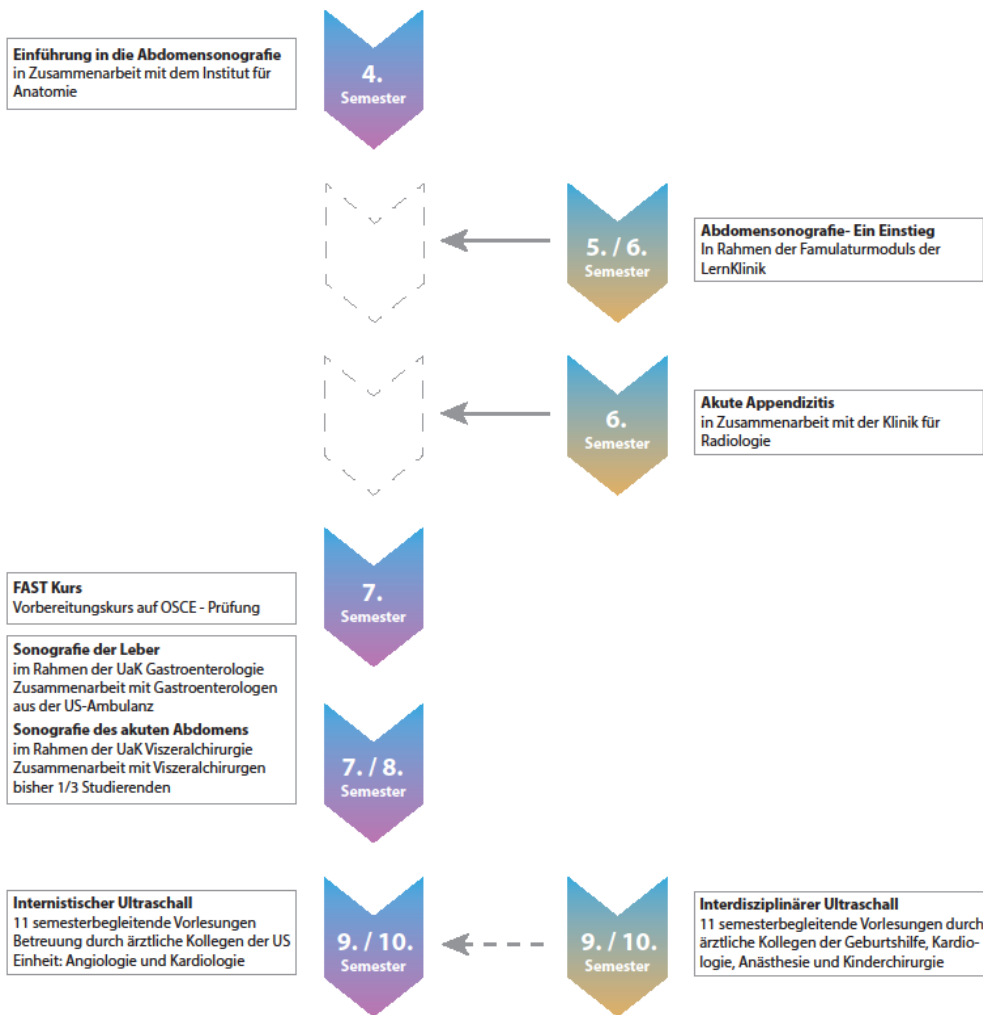 Einführung in die Abdomensonografie
in Zusammenarbeit mit dem Institut für
Anatomie
4.
Semester
5. / 6.
Semester
Abdomensonografie- Ein Einstieg
In Rahmen der Famulaturmoduls der
LernKlinik
6.
Semester
Akute Appendizitis
in Zusammenarbeit mit der Klinik für
Radiologie
FAST Kurs
Vorbereitungskurs auf OSCE - Prüfung
7.
Semester
Sonografie der Leber
im Rahmen der UaK Gastroenterologie
Zusammenarbeit mit Gastroenterologen
aus der US-Ambulanz
Sonografie des akuten Abdomens
im Rahmen der UaK Viszeralchirurgie
Zusammenarbeit mit Viszeralchirurgen
bisher 1/3 Studierenden
7. / 8.
Semester
Internistischer Ultraschall
11 semesterbegleitende Vorlesungen
Betreuung durch ärztliche Kollegen der US
Einheit: Angiologie und Kardiologie
9. / 10.
Semester
9. / 10.
Semester
Interdisziplinärer Ultraschall
11 semesterbegleitende Vorlesungen durch
ärztliche Kollegen der Geburtshilfe, Kardio-
logie, Anästhesie und Kinderchirurgie